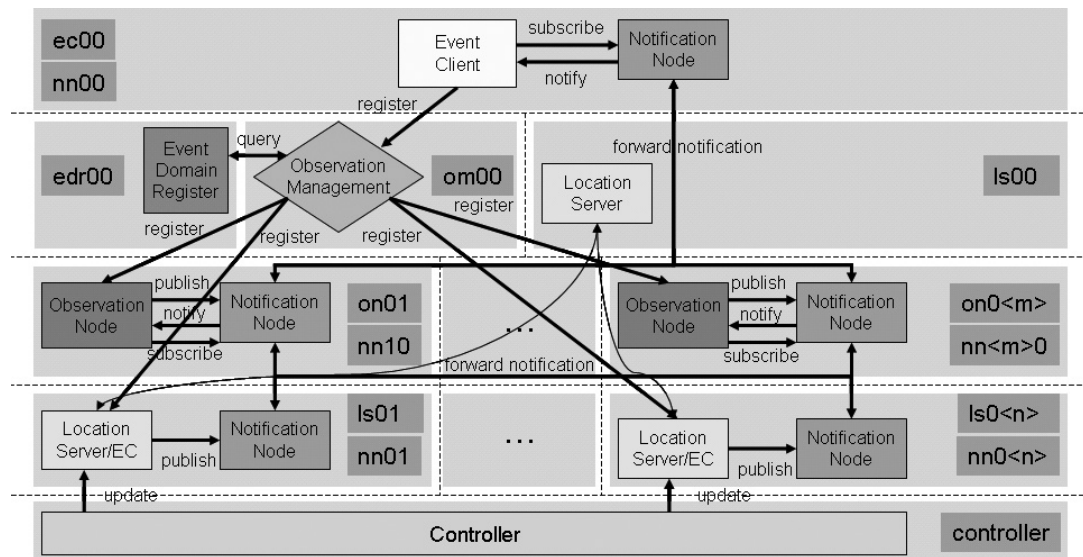 ec00
nn00
Event
Client
subscribe
notify
Notification
Node
register
edr00
Event
Domain
Register
query
Observation
Management
om00
register
forward notification
Location
Server
ls00
register
register
register
Observation
Node
publish
notify
subscribe
Notification
Node
on01
nn10
...
Observation
Node
publish
notify
subscribe
Notification
Node
on0<m>
nn<m>0
forward notification
Location
Server/EC
publish
Notification
Node
ls01
nn01
...
Location
Server/EC
publish
Notification
Node
ls0<n>
nn0<n>
update
update
Controller
controller